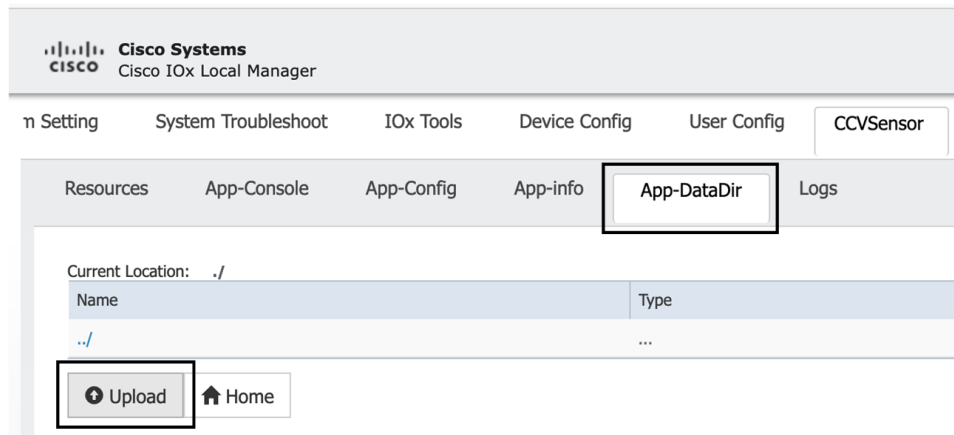 Cisco Systems
CISCO Cisco IOx Local Manager
m Setting System Troubleshoot IOx Tools Device Config User Config CCVSensor
Resources App-Console App-Config App-info App-DataDir Logs
Current Location: ./
Name Type
../ ...
Upload Home